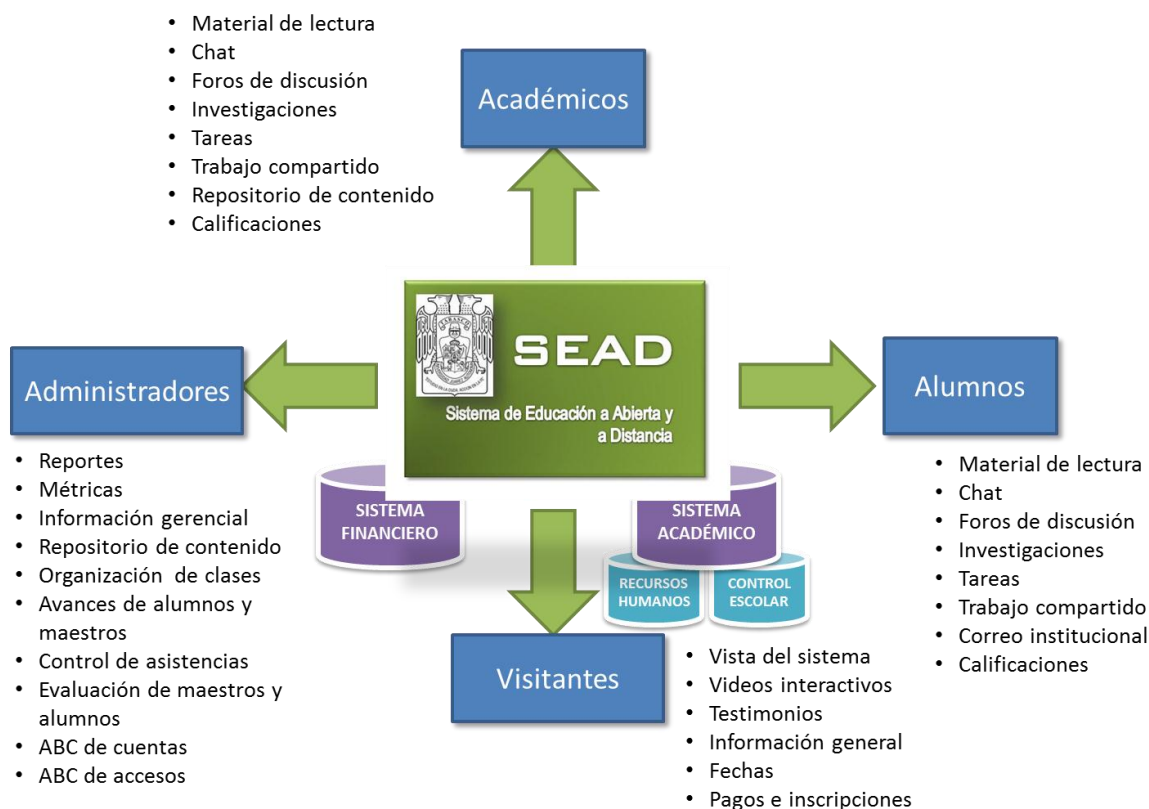 • Material de lectura
• Chat
• Foros de discusión
• Investigaciones
• Tareas
• Trabajo compartido
• Repositorio de contenido
• Calificaciones
Académicos
SEAD
Sistema de Educación a Abierta y
a Distancia
Administradores
• Reportes
• Métricas
• Información gerencial
• Repositorio de contenido
• Organización de clases
• Avances de alumnos y
maestros
• Control de asistencias
• Evaluación de maestros y
alumnos
• ABC de cuentas
• ABC de accesos
Alumnos
• Material de lectura
• Chat
• Foros de discusión
• Investigaciones
• Tareas
• Trabajo compartido
• Correo institucional
• Calificaciones
SISTEMA
FINANCIERO
SISTEMA
ACADÉMICO
RECURSOS
HUMANOS
CONTROL
ESCOLAR
Visitantes
• Vista del sistema
• Videos interactivos
• Testimonios
• Información general
• Fechas
• Pagos e inscripciones